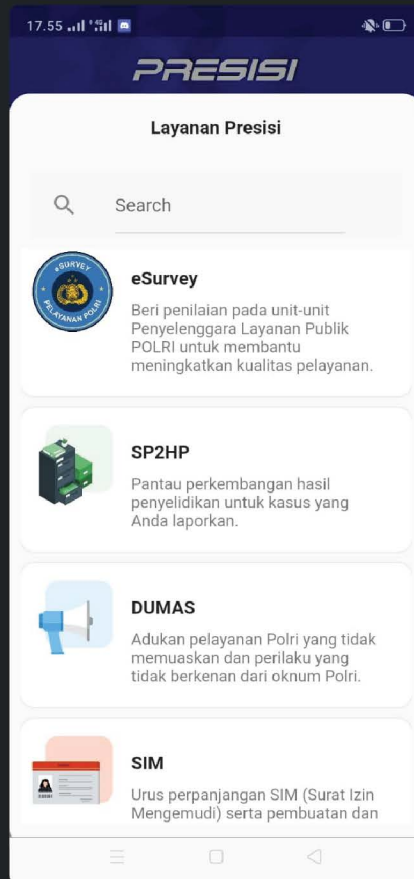 17.55
PRESISI
Layanan Presisi
Search
eSURVEY
PELAYANAN POLRI
eSurvey
Beri penilaian pada unit-unit
Penyelenggara Layanan Publik
POLRI untuk membantu
meningkatkan kualitas pelayanan.
SP2HP
Pantau perkembangan hasil
penyelidikan untuk kasus yang
Anda laporkan.
DUMAS
Adukan pelayanan Polri yang tidak
memuaskan dan perilaku yang
tidak berkenan dari oknum Polri.
SIM
Urus perpanjangan SIM (Surat Izin
Mengemudi) serta pembuatan dan